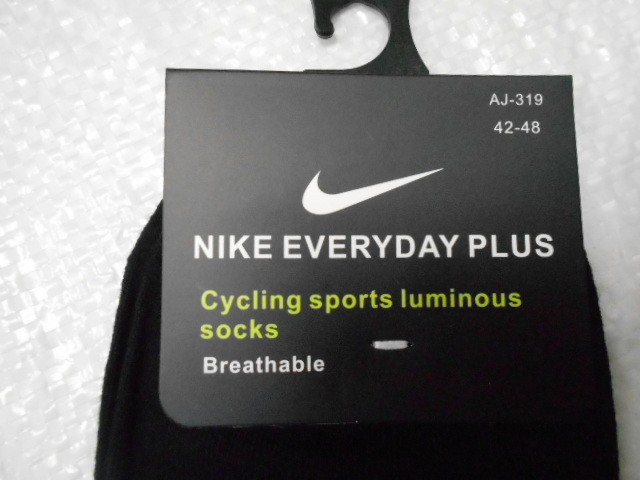 AJ-319
42-48
NIKE EVERYDAY PLUS
Cycling sports luminous
socks
Breathable